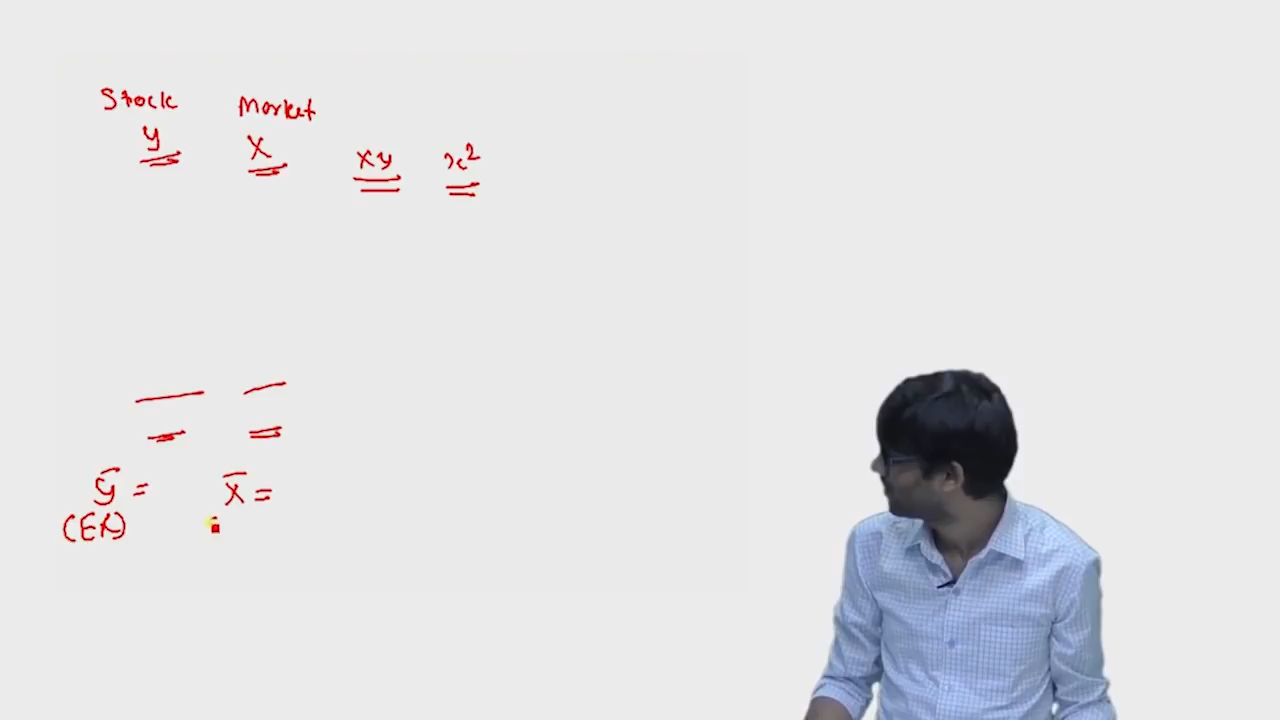 Stock Market
y X xy x²
ȳ = x̄ =
(ER)